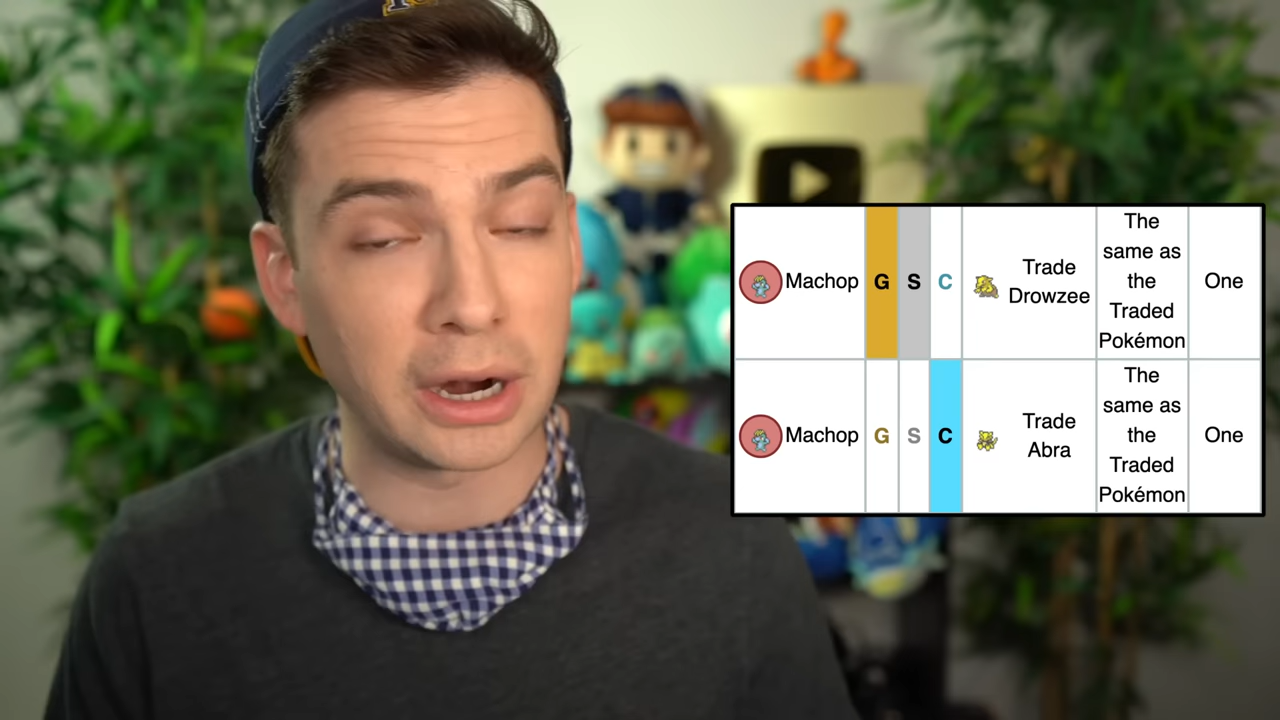 Machop G S C Trade Drowzee The same as the Traded Pokémon One
Machop G S C Trade Abra The same as the Traded Pokémon One